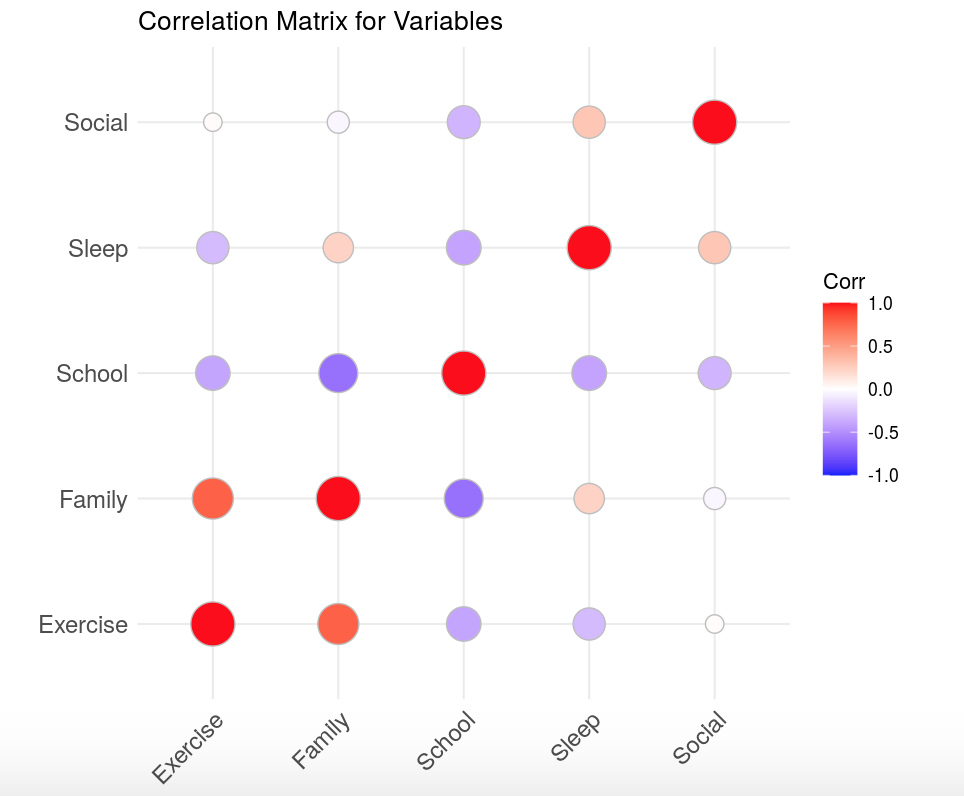 Correlation Matrix for Variables
Social
Sleep
School
Family
Exercise
Exercise
Family
School
Sleep
Social
Corr
1.0
0.5
0.0
-0.5
-1.0